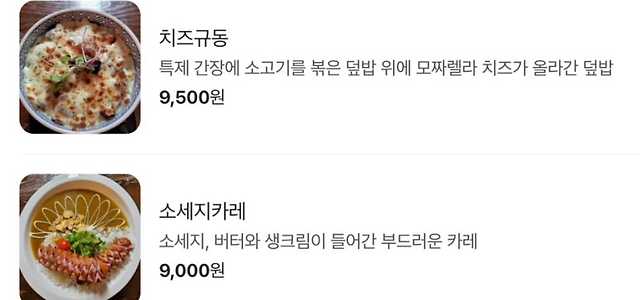 치즈규동
특제 간장에 소고기를 볶은 덮밥 위에 모짜렐라 치즈가 올라간 덮밥
9,500원
소세지카레
소세지, 버터와 생크림이 들어간 부드러운 카레
9,000원